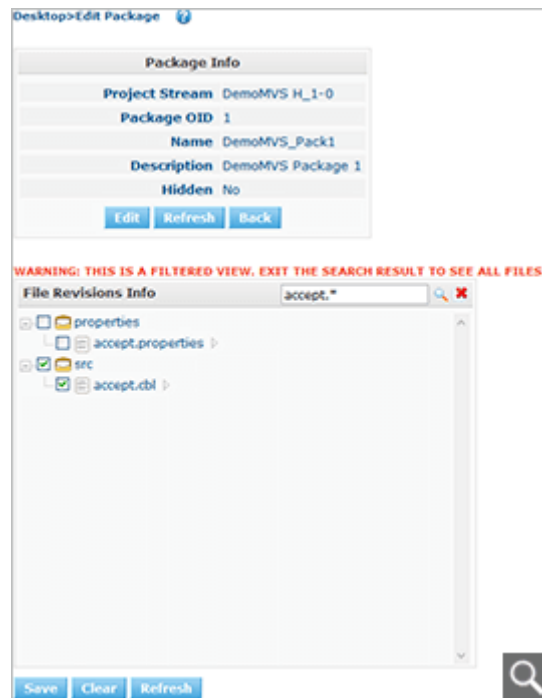 Desktop>Edit Package
Package Info
Project Stream DemoMVS H_1-0
Package OID 1
Name DemoMVS_Pack1
Description DemoMVS Package 1
Hidden No
Edit Refresh Back
WARNING: THIS IS A FILTERED VIEW. EXIT THE SEARCH RESULT TO SEE ALL FILES
File Revisions Info accept.*
properties
accept.properties
src
accept.cbl
Save Clear Refresh